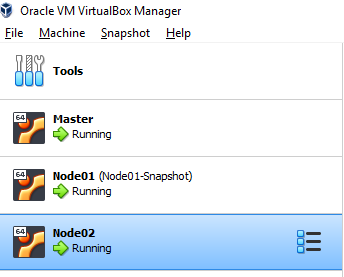 Oracle VM VirtualBox Manager
File Machine Snapshot Help
Tools
64
Master
Running
64
Node01 (Node01-Snapshot)
Running
64
Node02
Running